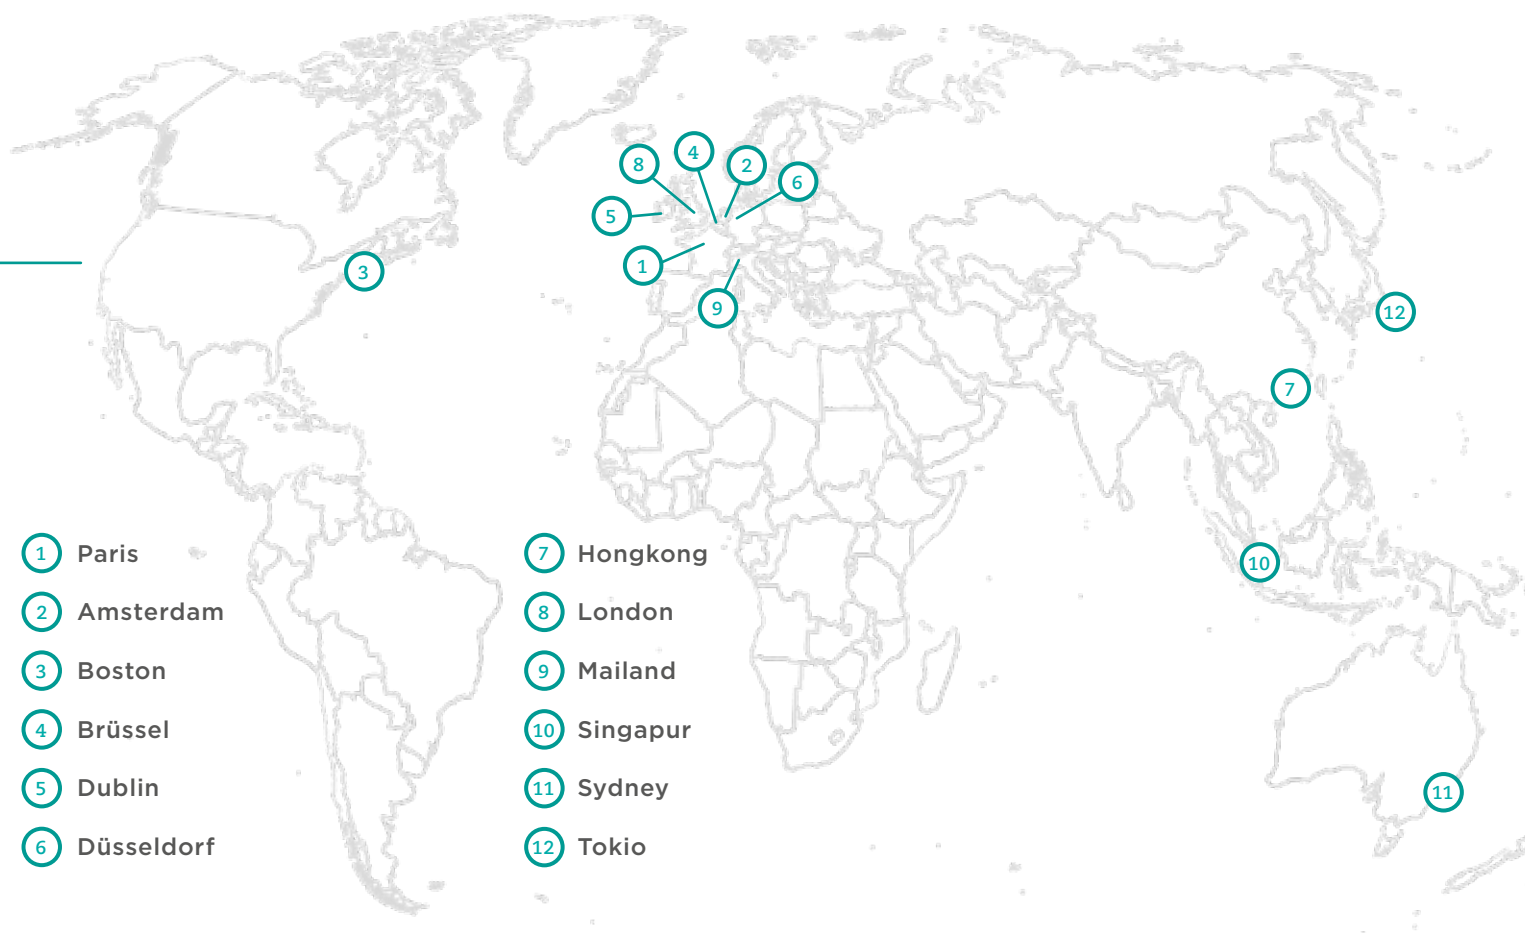 8
4
2
6
5
1
3
9
12
7
10
11
1 Paris
2 Amsterdam
3 Boston
4 Brüssel
5 Dublin
6 Düsseldorf
7 Hongkong
8 London
9 Mailand
10 Singapur
11 Sydney
12 Tokio